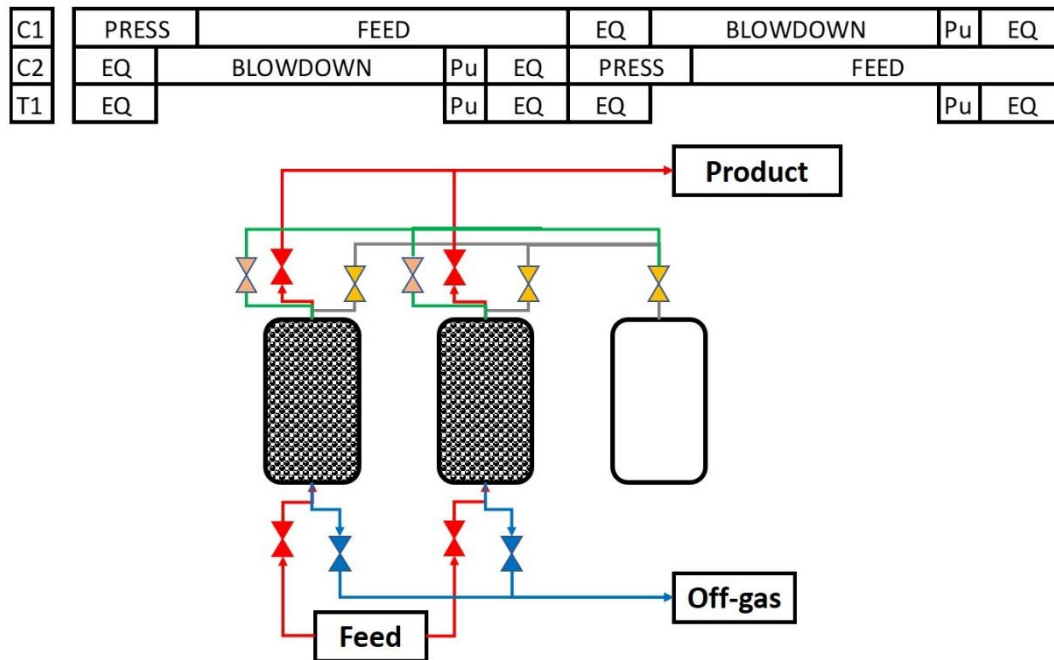 C1 PRESS FEED EQ BLOWDOWN Pu EQ
C2 EQ BLOWDOWN Pu EQ PRESS FEED
T1 EQ Pu EQ EQ Pu EQ
Product
Off-gas
Feed